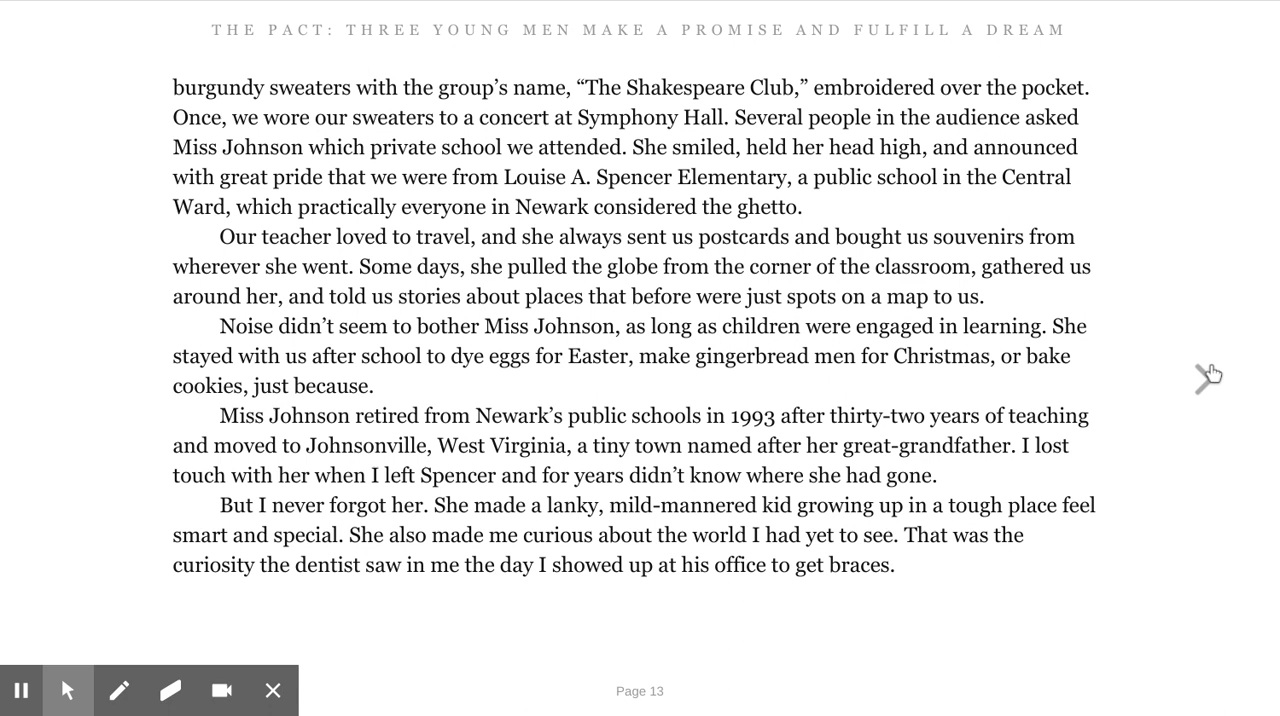 THE PACT: THREE YOUNG MEN MAKE A PROMISE AND FULFILL A DREAM
burgundy sweaters with the group’s name, “The Shakespeare Club,” embroidered over the pocket.
Once, we wore our sweaters to a concert at Symphony Hall. Several people in the audience asked
Miss Johnson which private school we attended. She smiled, held her head high, and announced
with great pride that we were from Louise A. Spencer Elementary, a public school in the Central
Ward, which practically everyone in Newark considered the ghetto.
Our teacher loved to travel, and she always sent us postcards and bought us souvenirs from
wherever she went. Some days, she pulled the globe from the corner of the classroom, gathered us
around her, and told us stories about places that before were just spots on a map to us.
Noise didn’t seem to bother Miss Johnson, as long as children were engaged in learning. She
stayed with us after school to dye eggs for Easter, make gingerbread men for Christmas, or bake
cookies, just because.
Miss Johnson retired from Newark’s public schools in 1993 after thirty-two years of teaching
and moved to Johnsonville, West Virginia, a tiny town named after her great-grandfather. I lost
touch with her when I left Spencer and for years didn’t know where she had gone.
But I never forgot her. She made a lanky, mild-mannered kid growing up in a tough place feel
smart and special. She also made me curious about the world I had yet to see. That was the
curiosity the dentist saw in me the day I showed up at his office to get braces.
Page 13